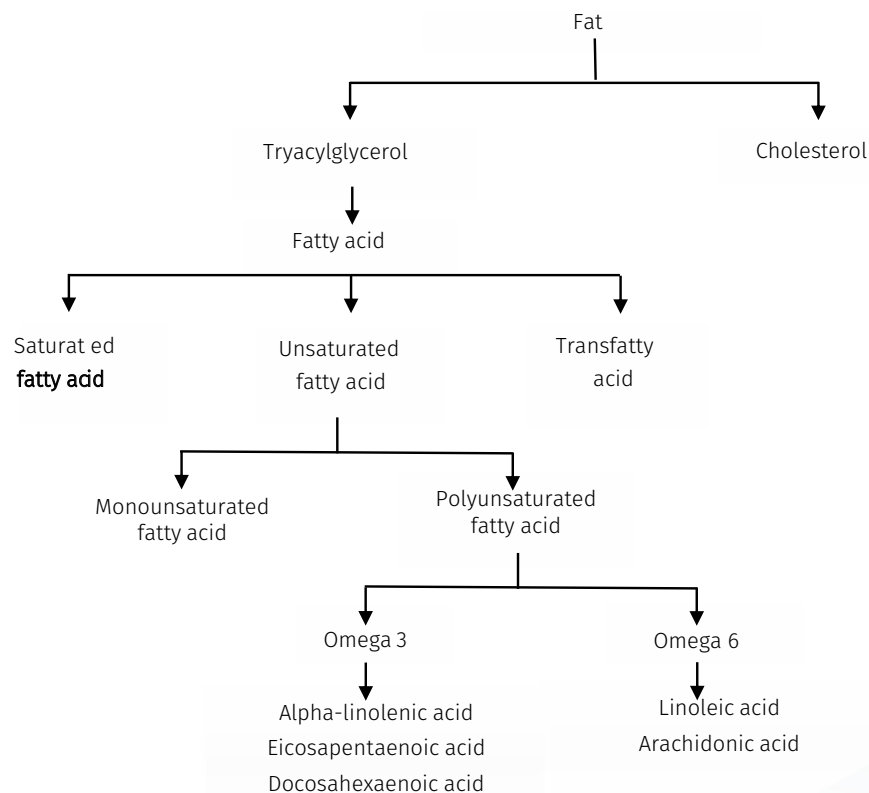 Fat
Tryacylglycerol
Cholesterol
Fatty acid
Saturat ed
fatty acid
Unsaturated
fatty acid
Transfatty
acid
Monounsaturated
fatty acid
Polyunsaturated
fatty acid
Omega 3
Omega 6
Alpha-linolenic acid
Eicosapentaenoic acid
Docosahexaenoic acid
Linoleic acid
Arachidonic acid